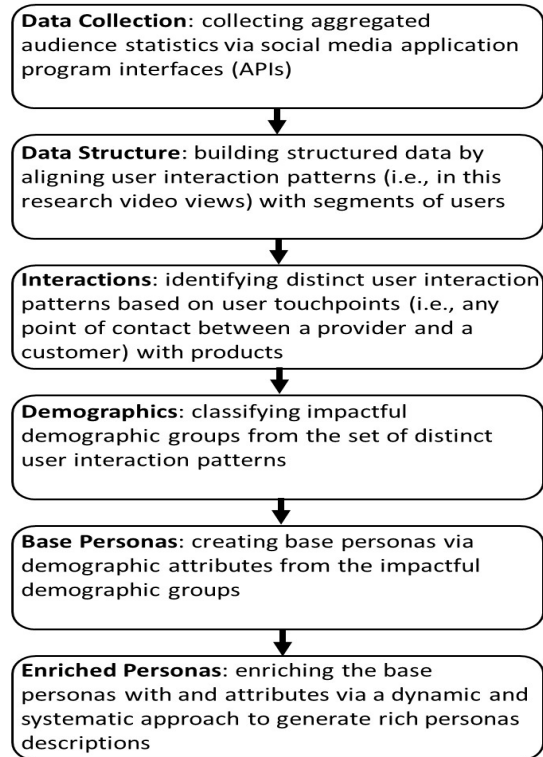 Data Collection: collecting aggregated
audience statistics via social media application
program interfaces (APIs)
Data Structure: building structured data by
aligning user interaction patterns (i.e., in this
research video views) with segments of users
Interactions: identifying distinct user interaction
patterns based on user touchpoints (i.e., any
point of contact between a provider and a
customer) with products
Demographics: classifying impactful
demographic groups from the set of distinct
user interaction patterns
Base Personas: creating base personas via
demographic attributes from the impactful
demographic groups
Enriched Personas: enriching the base
personas with and attributes via a dynamic and
systematic approach to generate rich personas
descriptions